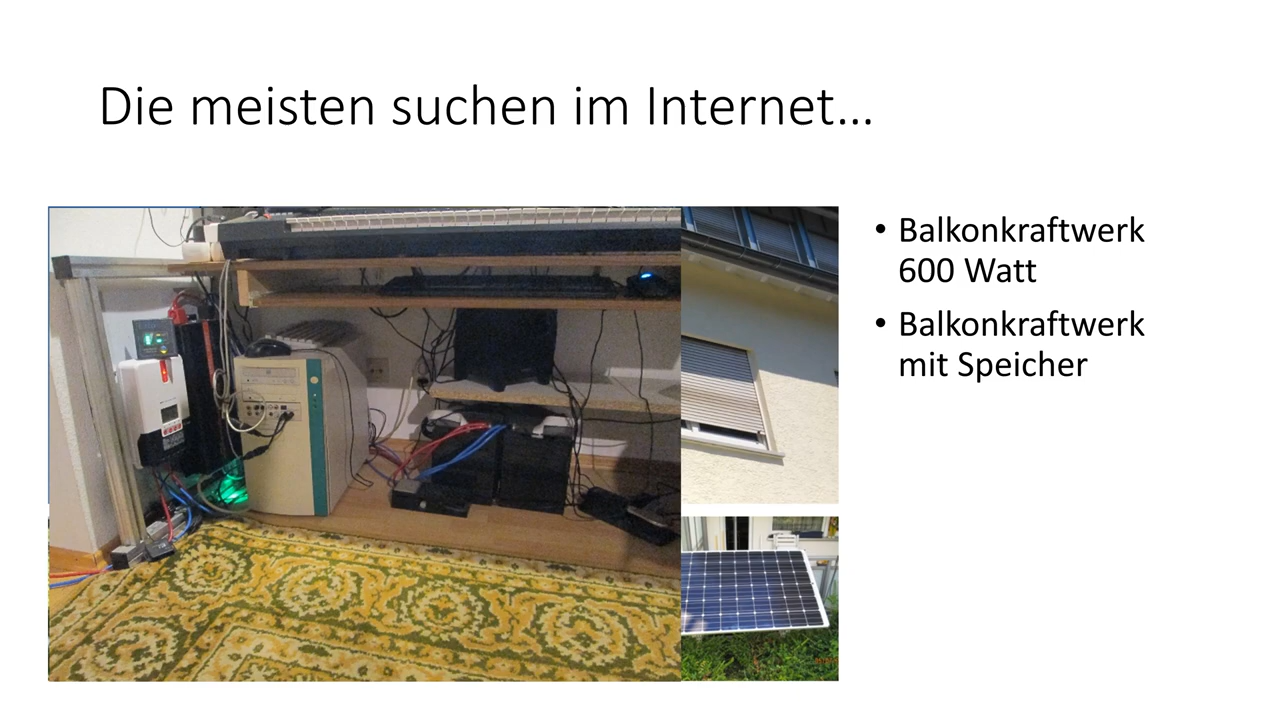 Die meisten suchen im Internet...
• Balkonkraftwerk
600 Watt
• Balkonkraftwerk
mit Speicher